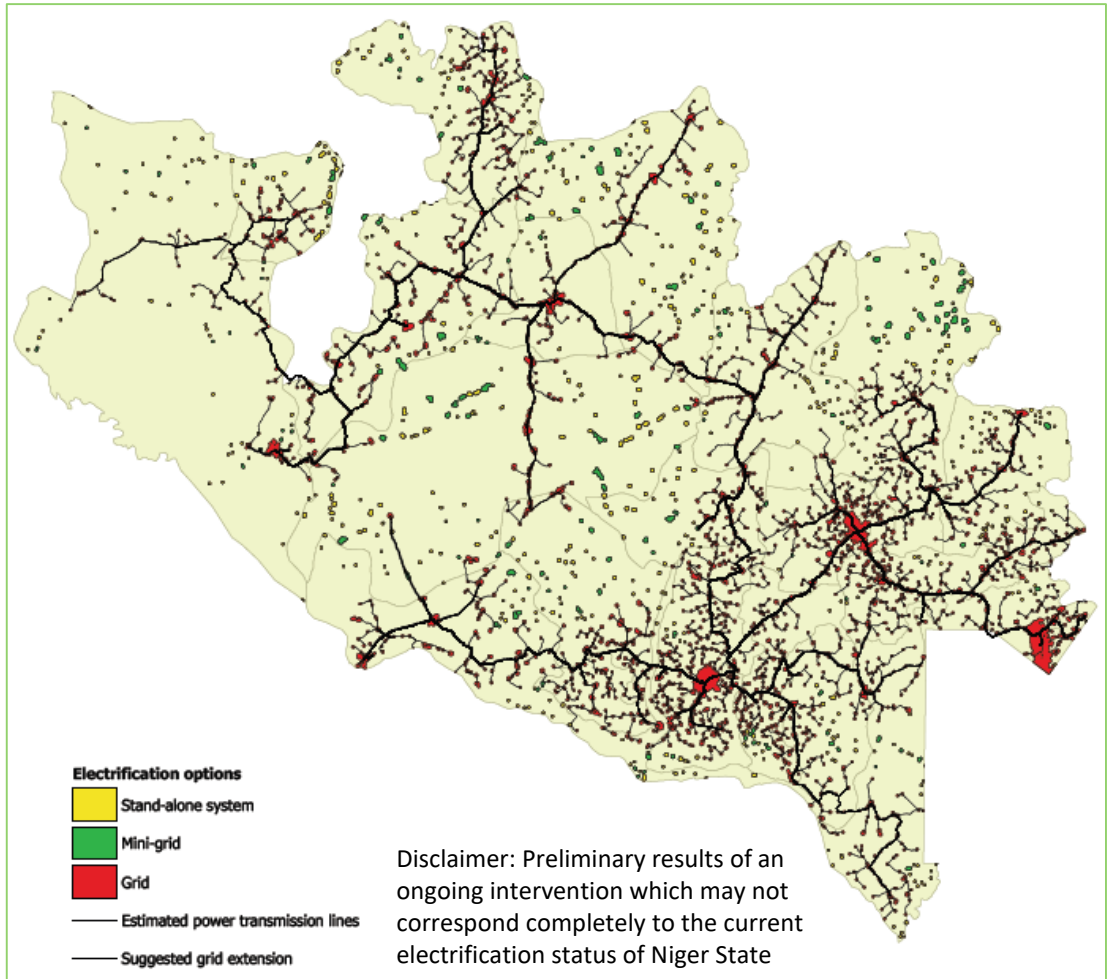 Electrification options
Stand-alone system
Mini-grid
Grid
Estimated power transmission lines
Suggested grid extension
Disclaimer: Preliminary results of an
ongoing intervention which may not
correspond completely to the current
electrification status of Niger State